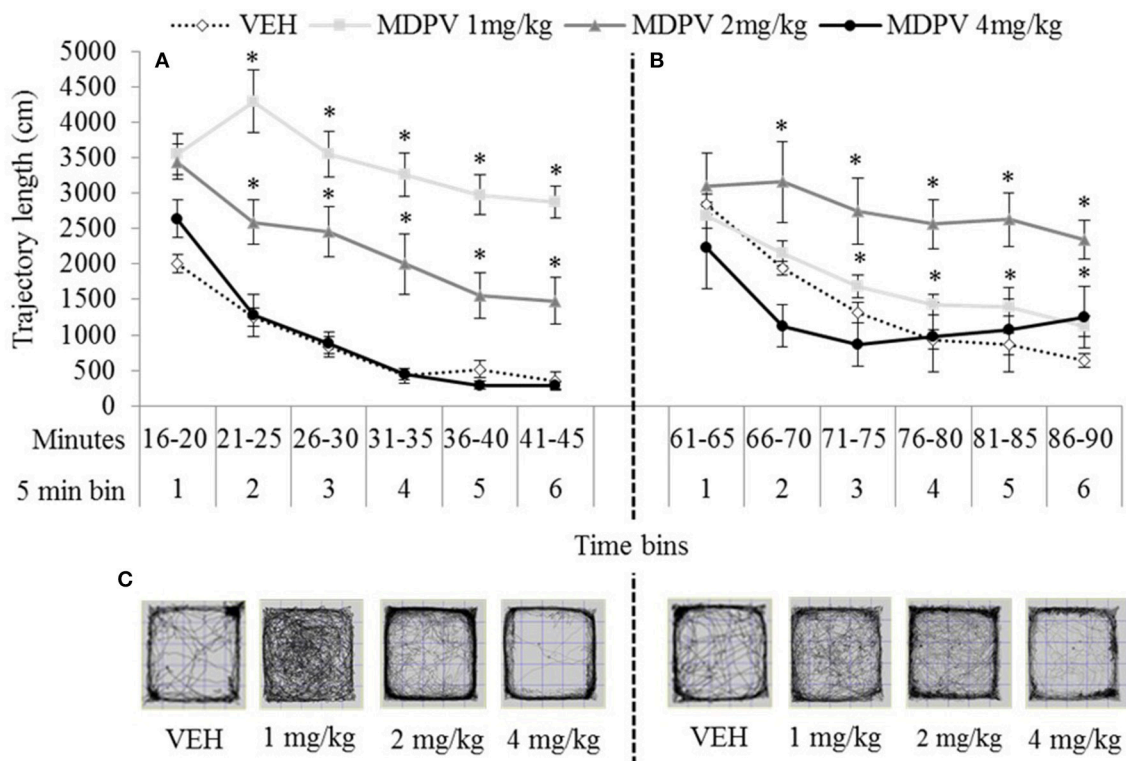 VEH MDPV 1mg/kg MDPV 2mg/kg MDPV 4mg/kg
A B
Trajectory length (cm)
5000
4500
4000
3500
3000
2500
2000
1500
1000
500
0
* * * * *
* * * * *
* * * * *
* * * *
Minutes 16-20 21-25 26-30 31-35 36-40 41-45 61-65 66-70 71-75 76-80 81-85 86-90
5 min bin 1 2 3 4 5 6 1 2 3 4 5 6
Time bins
C
VEH 1 mg/kg 2 mg/kg 4 mg/kg VEH 1 mg/kg 2 mg/kg 4 mg/kg